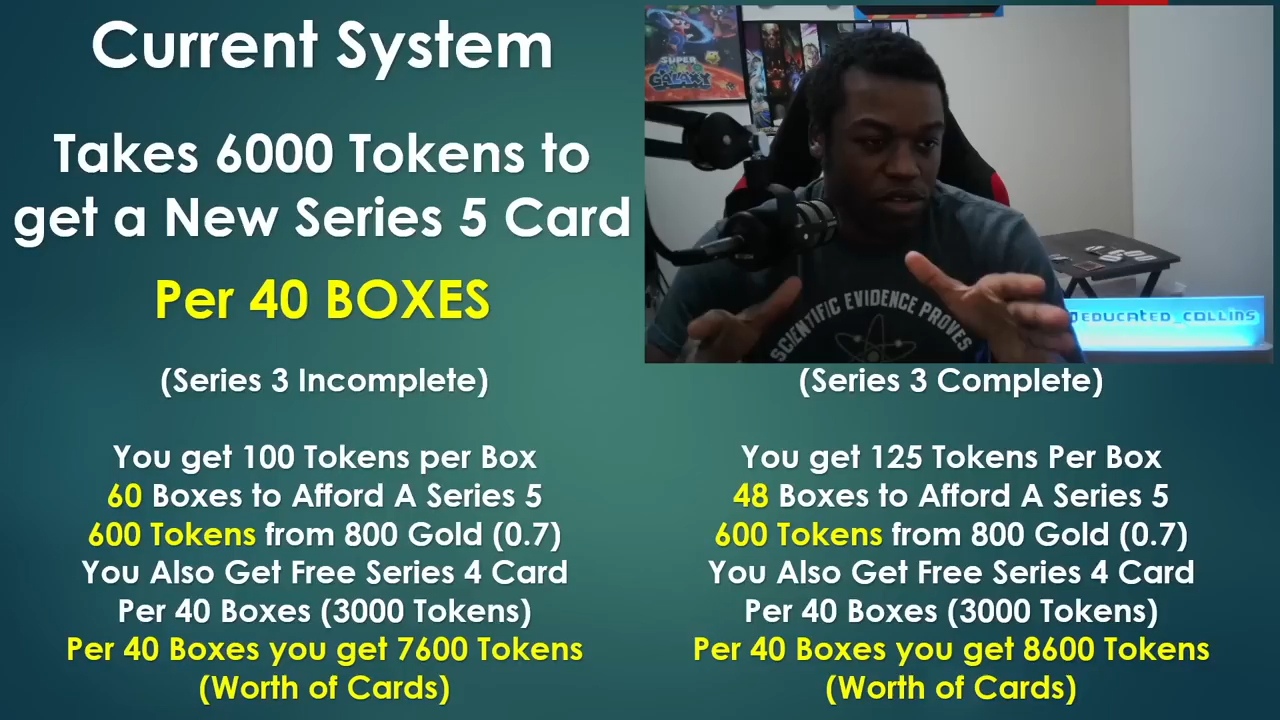 Current System
Takes 6000 Tokens to
get a New Series 5 Card
Per 40 BOXES
(Series 3 Incomplete)
You get 100 Tokens per Box
60 Boxes to Afford A Series 5
600 Tokens from 800 Gold (0.7)
You Also Get Free Series 4 Card
Per 40 Boxes (3000 Tokens)
Per 40 Boxes you get 7600 Tokens
(Worth of Cards)
SUPER
MARIO
GALAXY
SCIENTIFIC EVIDENCE PROVES
@EDUCATED_COLLINS
(Series 3 Complete)
You get 125 Tokens Per Box
48 Boxes to Afford A Series 5
600 Tokens from 800 Gold (0.7)
You Also Get Free Series 4 Card
Per 40 Boxes (3000 Tokens)
Per 40 Boxes you get 8600 Tokens
(Worth of Cards)